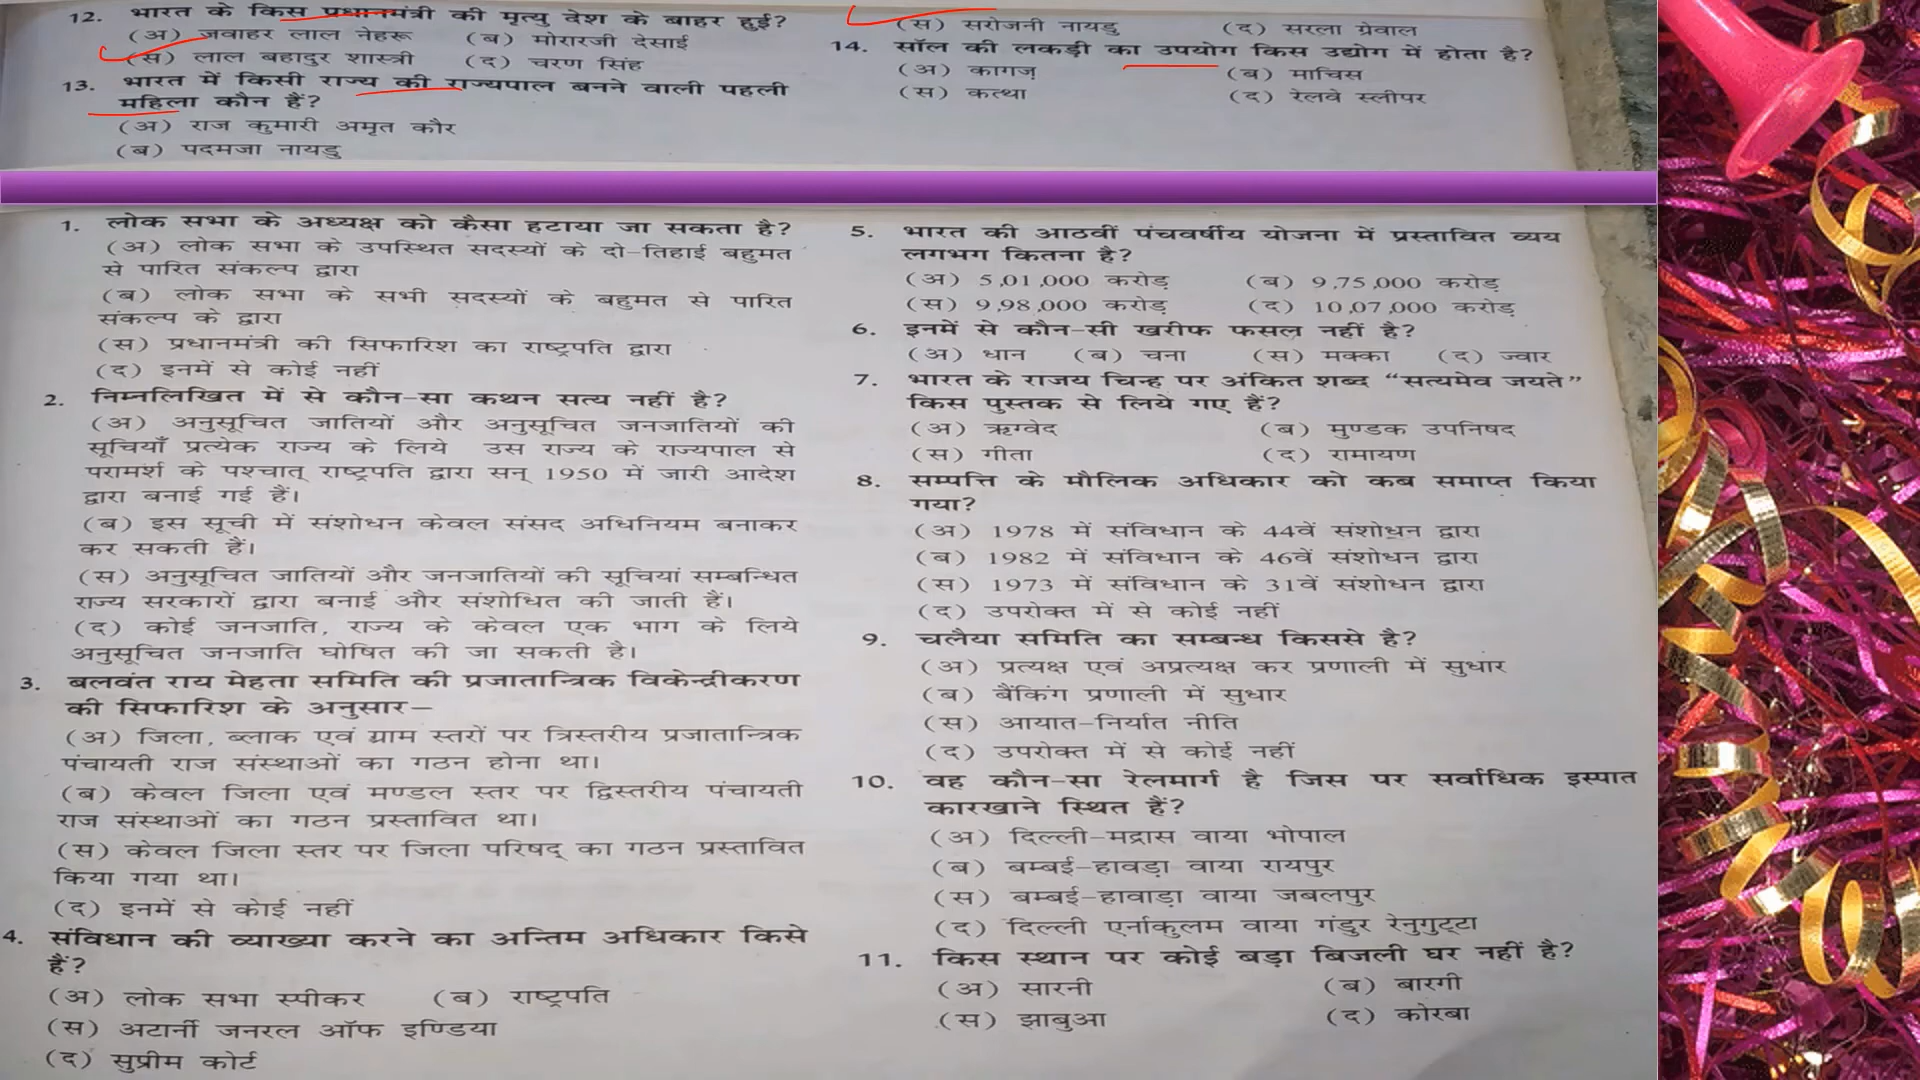 12. भारत के किस प्रधानमंत्री की मृत्यु देश के बाहर हुई?
(अ) जवाहर लाल नेहरू (ब) मोरारजी देसाई
(स) लाल बहादुर शास्त्री (द) चरण सिंह
13. भारत में किसी राज्य की राज्यपाल बनने वाली पहली
महिला कौन हैं?
(अ) राज कुमारी अमृत कौर
(ब) पदमजा नायडु
(स) सरोजनी नायडु (द) सरला ग्रेवाल
14. सॉल की लकड़ी का उपयोग किस उद्योग में होता है?
(अ) कागज़ (ब) माचिस
(स) कत्था (द) रेलवे स्लीपर
1. लोक सभा के अध्यक्ष को कैसा हटाया जा सकता है?
(अ) लोक सभा के उपस्थित सदस्यों के दो-तिहाई बहुमत
से पारित संकल्प द्वारा
(ब) लोक सभा के सभी सदस्यों के बहुमत से पारित
संकल्प के द्वारा
(स) प्रधानमंत्री की सिफारिश का राष्ट्रपति द्वारा
(द) इनमें से कोई नहीं
2. निम्नलिखित में से कौन-सा कथन सत्य नहीं है?
(अ) अनुसूचित जातियों और अनुसूचित जनजातियों की
सूचियाँ प्रत्येक राज्य के लिये उस राज्य के राज्यपाल से
परामर्श के पश्चात् राष्ट्रपति द्वारा सन् 1950 में जारी आदेश
द्वारा बनाई गई हैं।
(ब) इस सूची में संशोधन केवल संसद अधिनियम बनाकर
कर सकती हैं।
(स) अनुसूचित जातियों और जनजातियों की सूचियां सम्बन्धित
राज्य सरकारों द्वारा बनाई और संशोधित की जाती हैं।
(द) कोई जनजाति, राज्य के केवल एक भाग के लिये
अनुसूचित जनजाति घोषित की जा सकती है।
3. बलवंत राय मेहता समिति की प्रजातान्त्रिक विकेन्द्रीकरण
की सिफारिश के अनुसार–
(अ) जिला, ब्लाक एवं ग्राम स्तरों पर त्रिस्तरीय प्रजातान्त्रिक
पंचायती राज संस्थाओं का गठन होना था।
(ब) केवल जिला एवं मण्डल स्तर पर द्विस्तरीय पंचायती
राज संस्थाओं का गठन प्रस्तावित था।
(स) केवल जिला स्तर पर जिला परिषद् का गठन प्रस्तावित
किया गया था।
(द) इनमें से कोई नहीं
4. संविधान की व्याख्या करने का अन्तिम अधिकार किसे
हैं?
(अ) लोक सभा स्पीकर (ब) राष्ट्रपति
(स) अटार्नी जनरल ऑफ इण्डिया
(द) सुप्रीम कोर्ट
5. भारत की आठवीं पंचवर्षीय योजना में प्रस्तावित व्यय
लगभग कितना है?
(अ) 5,01,000 करोड़ (ब) 9,75,000 करोड़
(स) 9,98,000 करोड़ (द) 10,07,000 करोड़
6. इनमें से कौन-सी खरीफ फसल नहीं है?
(अ) धान (ब) चना (स) मक्का (द) ज्वार
7. भारत के राजय चिन्ह पर अंकित शब्द “सत्यमेव जयते”
किस पुस्तक से लिये गए हैं?
(अ) ऋग्वेद (ब) मुण्डक उपनिषद
(स) गीता (द) रामायण
8. सम्पत्ति के मौलिक अधिकार को कब समाप्त किया
गया?
(अ) 1978 में संविधान के 44वें संशोधन द्वारा
(ब) 1982 में संविधान के 46वें संशोधन द्वारा
(स) 1973 में संविधान के 31वें संशोधन द्वारा
(द) उपरोक्त में से कोई नहीं
9. चलैया समिति का सम्बन्ध किससे है?
(अ) प्रत्यक्ष एवं अप्रत्यक्ष कर प्रणाली में सुधार
(ब) बैंकिंग प्रणाली में सुधार
(स) आयात-निर्यात नीति
(द) उपरोक्त में से कोई नहीं
10. वह कौन-सा रेलमार्ग है जिस पर सर्वाधिक इस्पात
कारखाने स्थित हैं?
(अ) दिल्ली-मद्रास वाया भोपाल
(ब) बम्बई-हावड़ा वाया रायपुर
(स) बम्बई-हावाड़ा वाया जबलपुर
(द) दिल्ली एर्नाकुलम वाया गंडुर रेनुगुट्टा
11. किस स्थान पर कोई बड़ा बिजली घर नहीं है?
(अ) सारनी (ब) बारगी
(स) झाबुआ (द) कोरबा